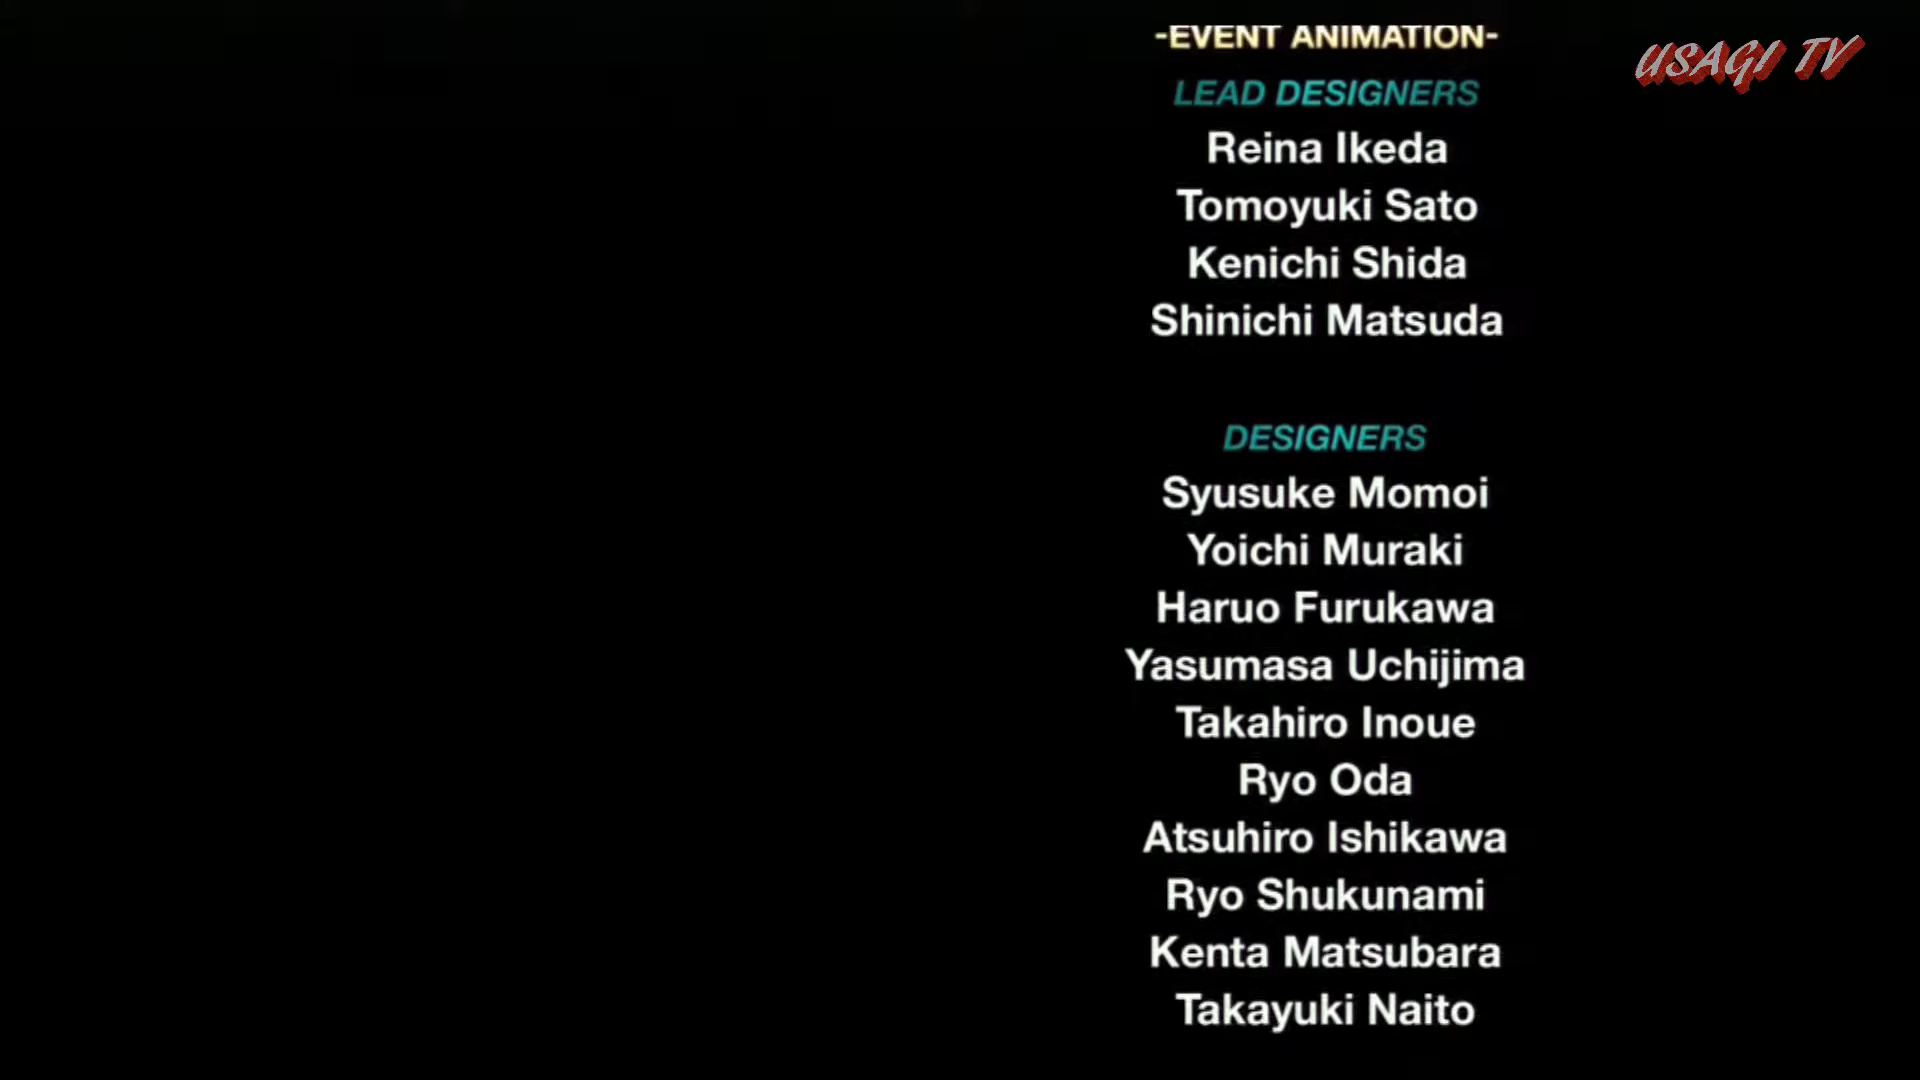 -EVENT ANIMATION-
USAGI TV
LEAD DESIGNERS
Reina Ikeda
Tomoyuki Sato
Kenichi Shida
Shinichi Matsuda
DESIGNERS
Syusuke Momoi
Yoichi Muraki
Haruo Furukawa
Yasumasa Uchijima
Takahiro Inoue
Ryo Oda
Atsuhiro Ishikawa
Ryo Shukunami
Kenta Matsubara
Takayuki Naito